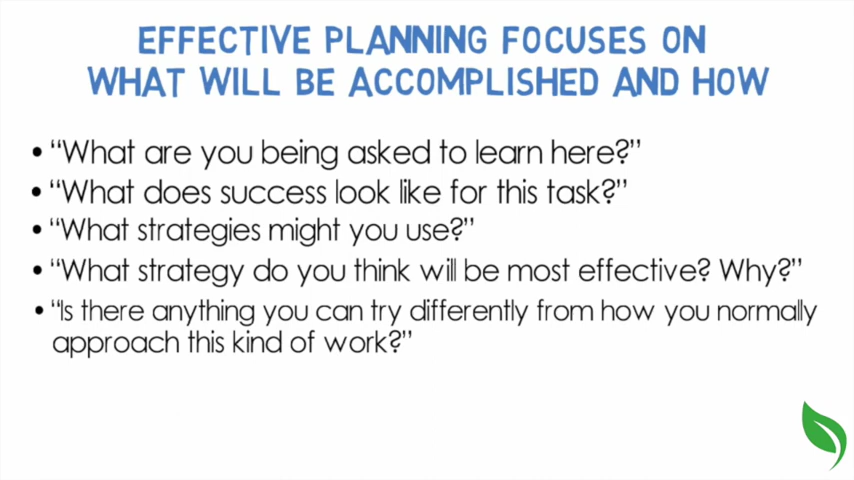 EFFECTIVE PLANNING FOCUSES ON
WHAT WILL BE ACCOMPLISHED AND HOW
• “What are you being asked to learn here?”
• “What does success look like for this task?”
• “What strategies might you use?”
• “What strategy do you think will be most effective? Why?”
• “Is there anything you can try differently from how you normally
approach this kind of work?”